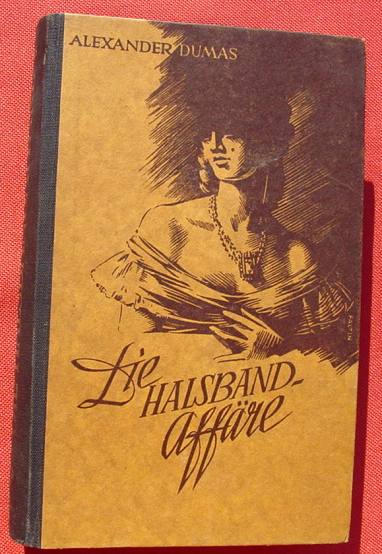 ALEXANDER DUMAS
Die
HALSBAND-
Affäre